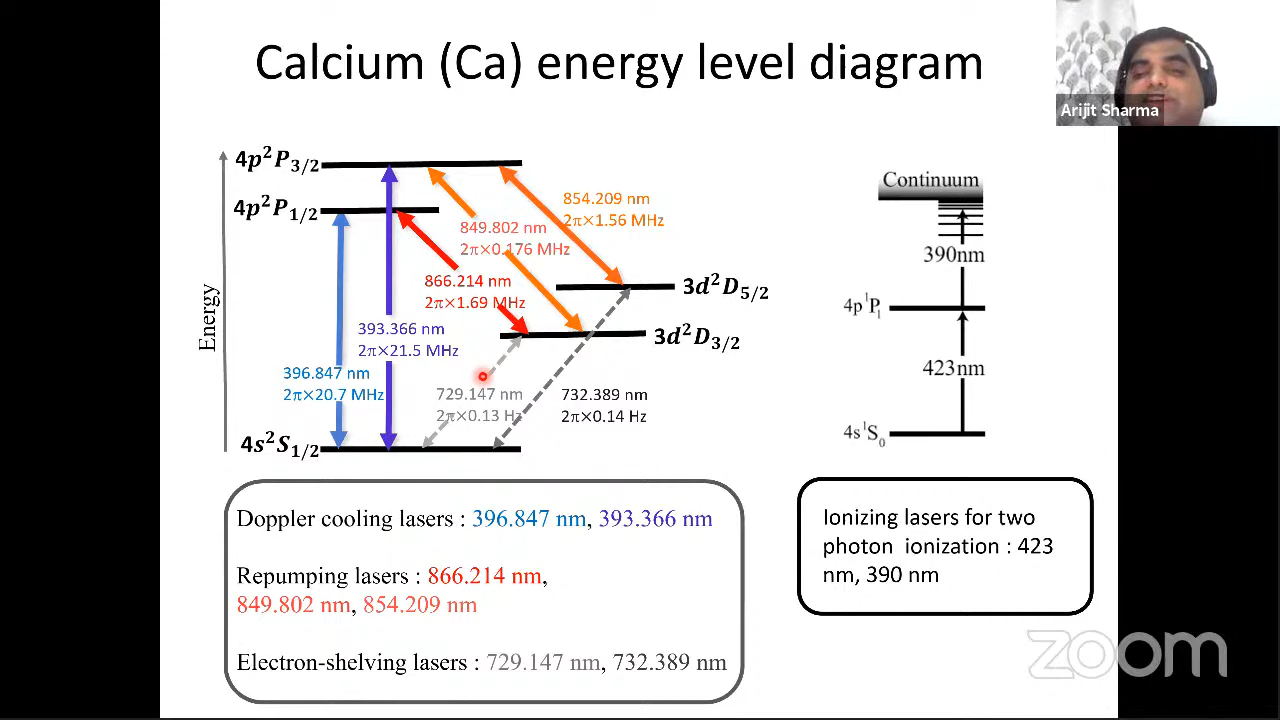 Calcium (Ca) energy level diagram
Arijit Sharma
Energy
4p²P₃/₂
4p²P₁/₂
854.209 nm
2π×1.56 MHz
849.802 nm
2π×0.176 MHz
866.214 nm
2π×1.69 MHz
3d²D₅/₂
3d²D₃/₂
393.366 nm
2π×21.5 MHz
396.847 nm
2π×20.7 MHz
729.147 nm
2π×0.13 Hz
732.389 nm
2π×0.14 Hz
4s²S₁/₂
Continuum
390nm
4p¹P₁
423nm
4s¹S₀
Doppler cooling lasers : 396.847 nm, 393.366 nm
Repumping lasers : 866.214 nm,
849.802 nm, 854.209 nm
Electron-shelving lasers : 729.147 nm, 732.389 nm
Ionizing lasers for two
photon ionization : 423
nm, 390 nm
zoom